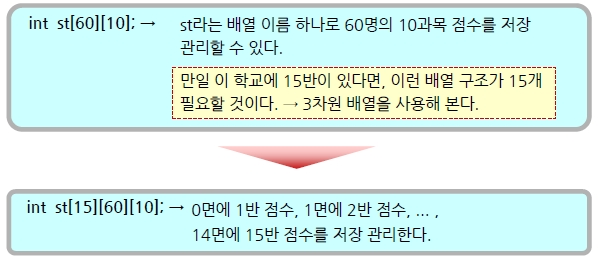 int st[60][10]; → st라는 배열 이름 하나로 60명의 10과목 점수를 저장
관리할 수 있다.
만일 이 학교에 15반이 있다면, 이런 배열 구조가 15개
필요할 것이다. → 3차원 배열을 사용해 본다.
int st[15][60][10]; → 0면에 1반 점수, 1면에 2반 점수, ... ,
14면에 15반 점수를 저장 관리한다.